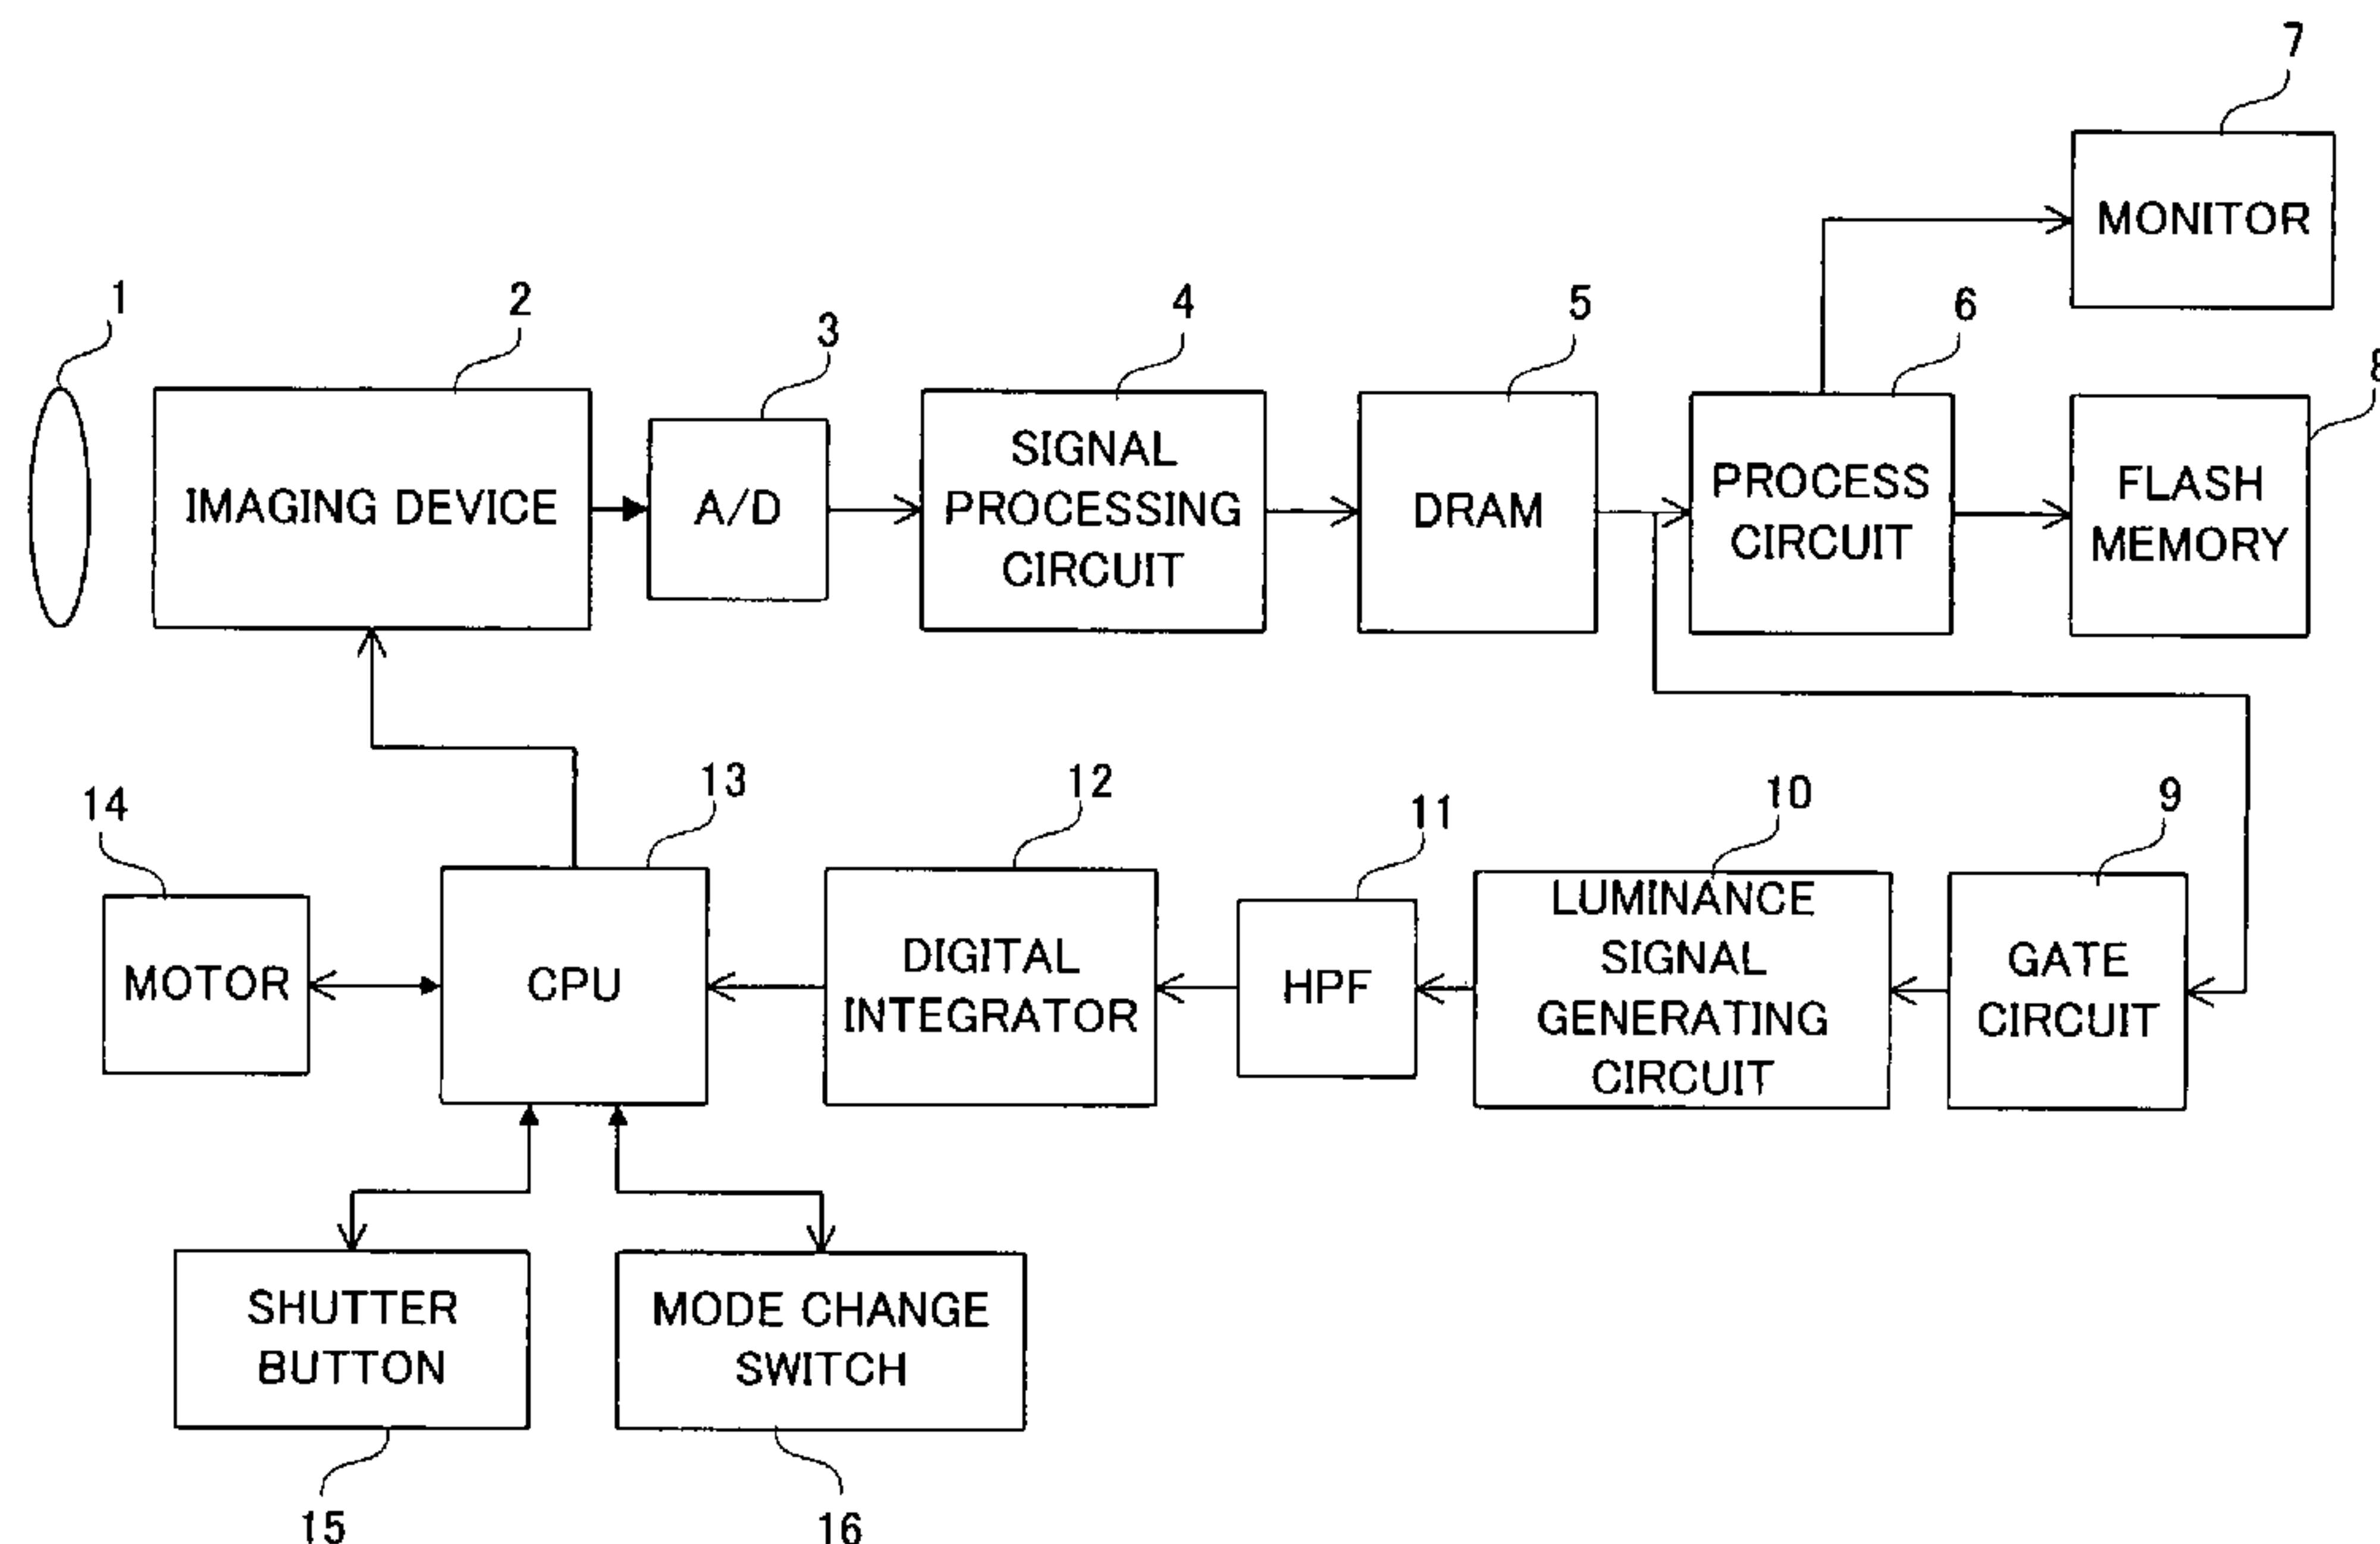 7
MONITOR
1
2
3
4
5
6
8
IMAGING DEVICE
A/D
SIGNAL
PROCESSING
CIRCUIT
DRAM
PROCESS
CIRCUIT
FLASH
MEMORY
14
13
12
11
10
9
MOTOR
CPU
DIGITAL
INTEGRATOR
HPF
LUMINANCE
SIGNAL
GENERATING
CIRCUIT
GATE
CIRCUIT
SHUTTER
BUTTON
MODE CHANGE
SWITCH
15
16